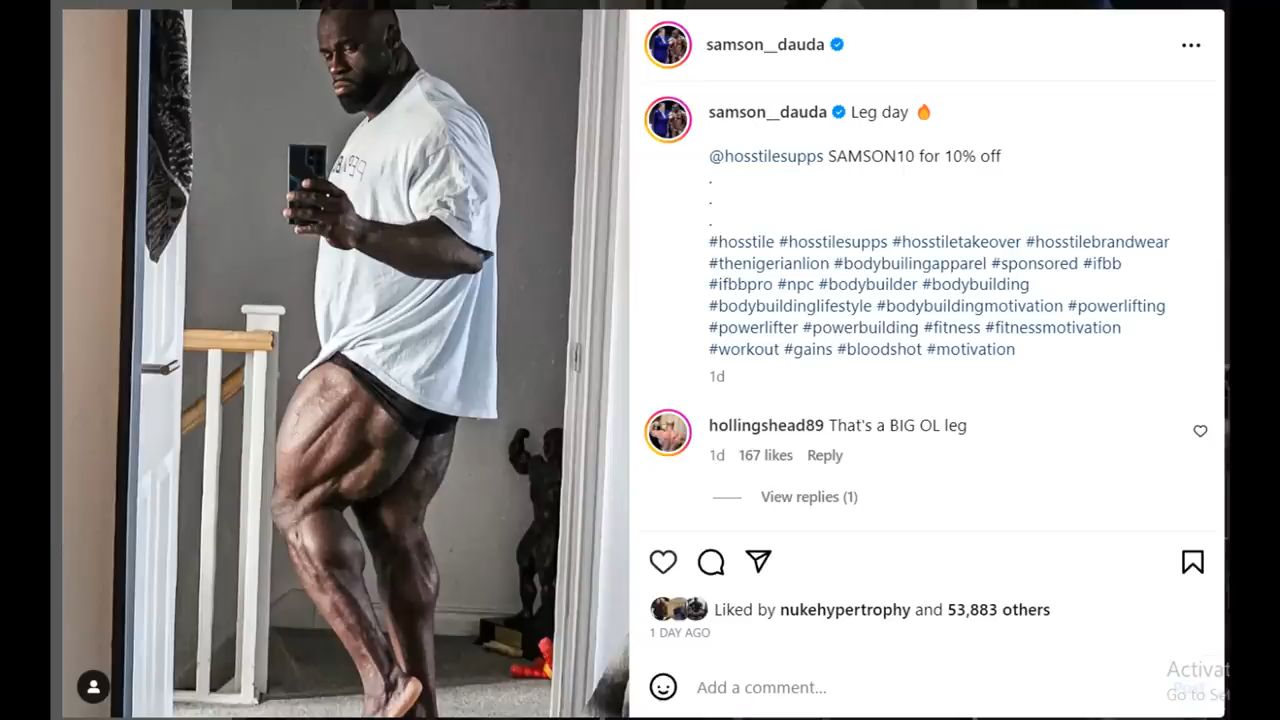 samson__dauda
samson__dauda Leg day 🔥
@hosstilesupps SAMSON10 for 10% off
.
.
.
#hosstile #hosstilesupps #hosstiletakeover #hosstilebrandwear
#thenigerianlion #bodybuilingapparel #sponsored #ifbb
#ifbbpro #npc #bodybuilder #bodybuilding
#bodybuildinglifestyle #bodybuildingmotivation #powerlifting
#powerlifter #powerbuilding #fitness #fitnessmotivation
#workout #gains #bloodshot #motivation
1d
hollingshead89 That's a BIG OL leg
1d 167 likes Reply
View replies (1)
Liked by nukehypertrophy and 53,883 others
1 DAY AGO
Add a comment...
Activat
Go to Set